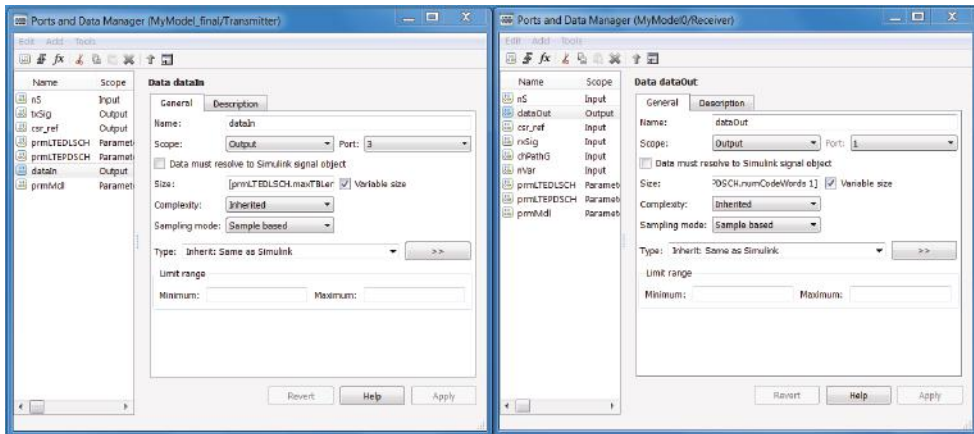 Ports and Data Manager (MyModel_final/Transmitter)
Edit Add Tools
fx
Name Scope
nS Input
txSig Output
csr_ref Output
prmLTEDLSCH Paramet
prmLTEPDSCH Paramet
dataIn Output
prmMdl Paramet
Data dataIn
General Description
Name: dataIn
Scope: Output Port: 3
Data must resolve to Simulink signal object
Size: [prmLTEDLSCH.maxTBLer Variable size
Complexity: Inherited
Sampling mode: Sample based
Type: Inherit: Same as Simulink >>
Limit range
Minimum: Maximum:
Revert Help Apply
Ports and Data Manager (MyModel0/Receiver)
Edit Add Tools
fx
Name Scope
nS Input
dataOut Output
csr_ref Input
rxSig Input
chPathG Input
nVar Input
prmLTEDLSCH Paramet
prmLTEPDSCH Paramet
prmMdl Paramet
Data dataOut
General Description
Name: dataOut
Scope: Output Port: 1
Data must resolve to Simulink signal object
Size: PDSCH.numCodeWords 1] Variable size
Complexity: Inherited
Sampling mode: Sample based
Type: Inherit: Same as Simulink >>
Limit range
Minimum: Maximum:
Revert Help Apply